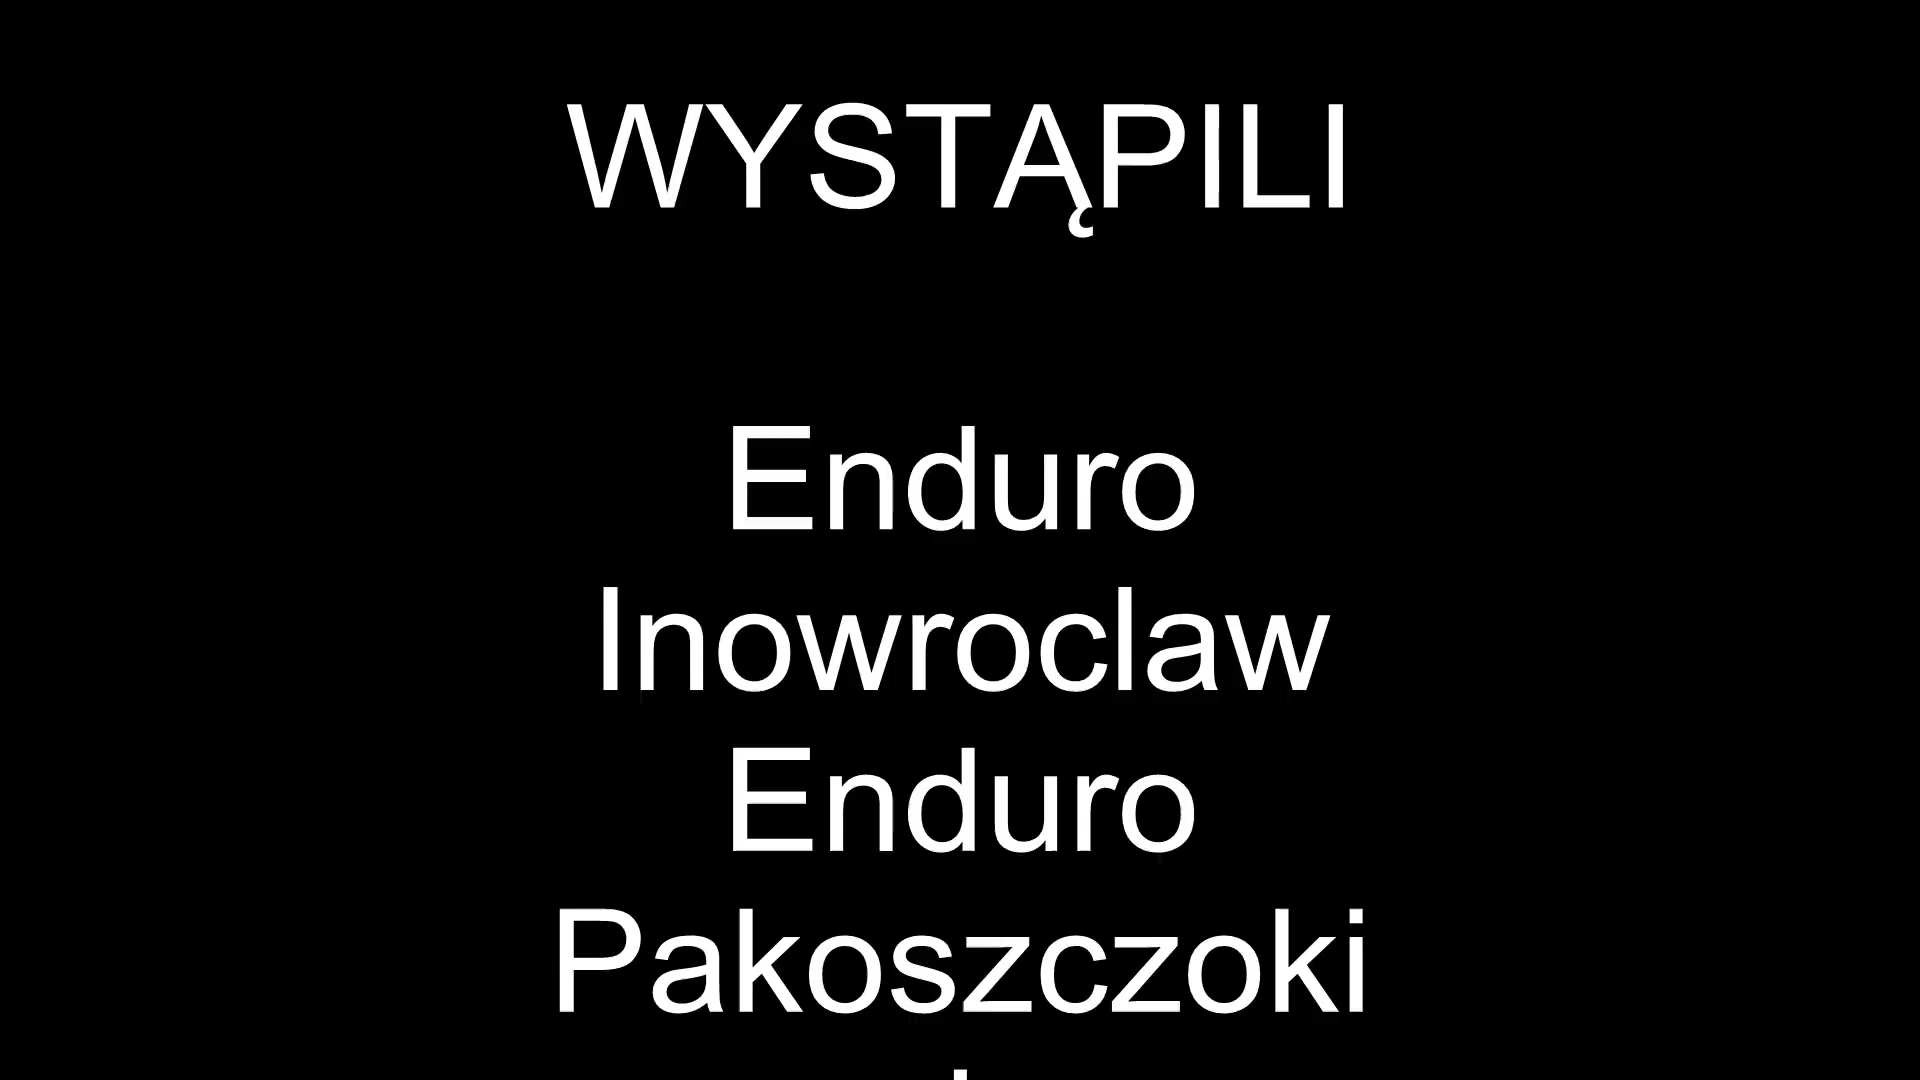 WYSTĄPILI
Enduro
Inowroclaw
Enduro
Pakoszczoki